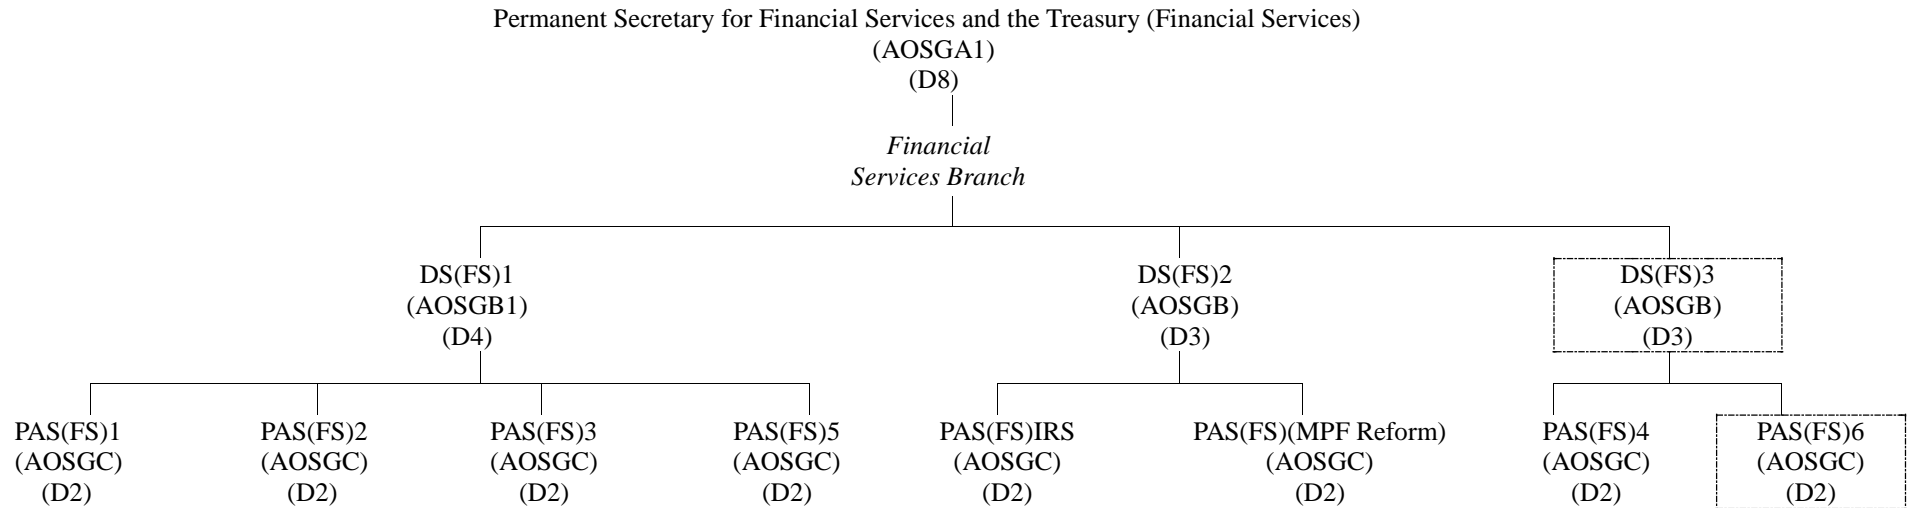 Permanent Secretary for Financial Services and the Treasury (Financial Services)
(AOSGA1)
(D8)
Financial
Services Branch
DS(FS)1
(AOSGB1)
(D4)
DS(FS)2
(AOSGB)
(D3)
DS(FS)3
(AOSGB)
(D3)
PAS(FS)1
(AOSGC)
(D2)
PAS(FS)2
(AOSGC)
(D2)
PAS(FS)3
(AOSGC)
(D2)
PAS(FS)5
(AOSGC)
(D2)
PAS(FS)IRS
(AOSGC)
(D2)
PAS(FS)(MPF Reform)
(AOSGC)
(D2)
PAS(FS)4
(AOSGC)
(D2)
PAS(FS)6
(AOSGC)
(D2)